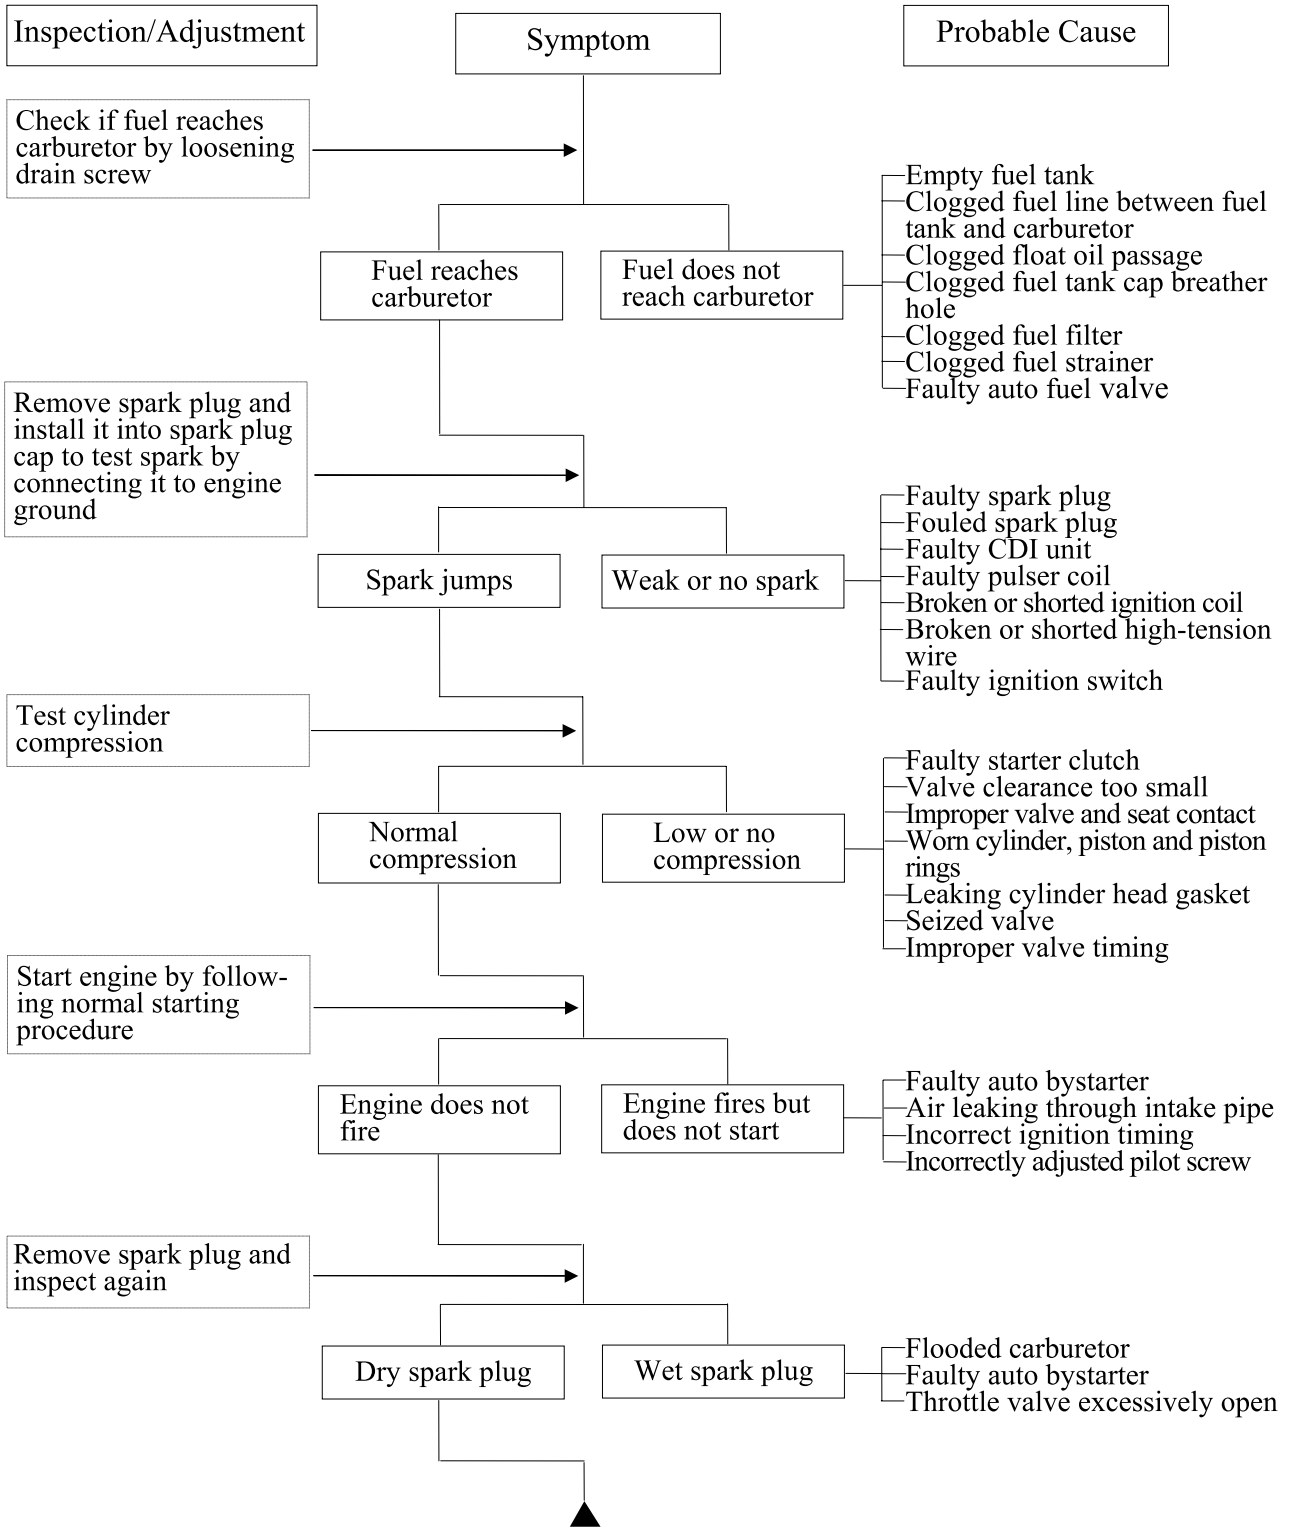 Inspection/Adjustment
Symptom
Probable Cause
Check if fuel reaches
carburetor by loosening
drain screw
Fuel reaches
carburetor
Fuel does not
reach carburetor
Empty fuel tank
Clogged fuel line between fuel
tank and carburetor
Clogged float oil passage
Clogged fuel tank cap breather
hole
Clogged fuel filter
Clogged fuel strainer
Faulty auto fuel valve
Remove spark plug and
install it into spark plug
cap to test spark by
connecting it to engine
ground
Spark jumps
Weak or no spark
Faulty spark plug
Fouled spark plug
Faulty CDI unit
Faulty pulser coil
Broken or shorted ignition coil
Broken or shorted high-tension
wire
Faulty ignition switch
Test cylinder
compression
Normal
compression
Low or no
compression
Faulty starter clutch
Valve clearance too small
Improper valve and seat contact
Worn cylinder, piston and piston
rings
Leaking cylinder head gasket
Seized valve
Improper valve timing
Start engine by follow-
ing normal starting
procedure
Engine does not
fire
Engine fires but
does not start
Faulty auto bystarter
Air leaking through intake pipe
Incorrect ignition timing
Incorrectly adjusted pilot screw
Remove spark plug and
inspect again
Dry spark plug
Wet spark plug
Flooded carburetor
Faulty auto bystarter
Throttle valve excessively open